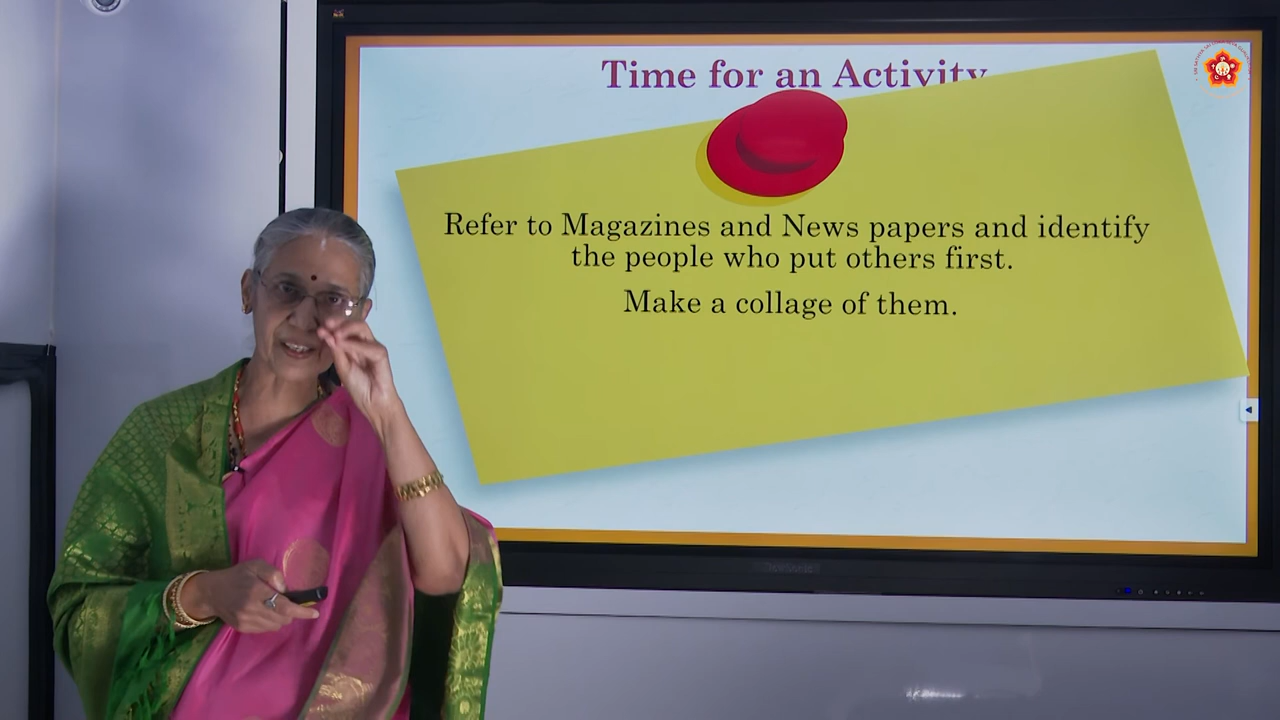 Time for an Activity
Refer to Magazines and News papers and identify
the people who put others first.
Make a collage of them.